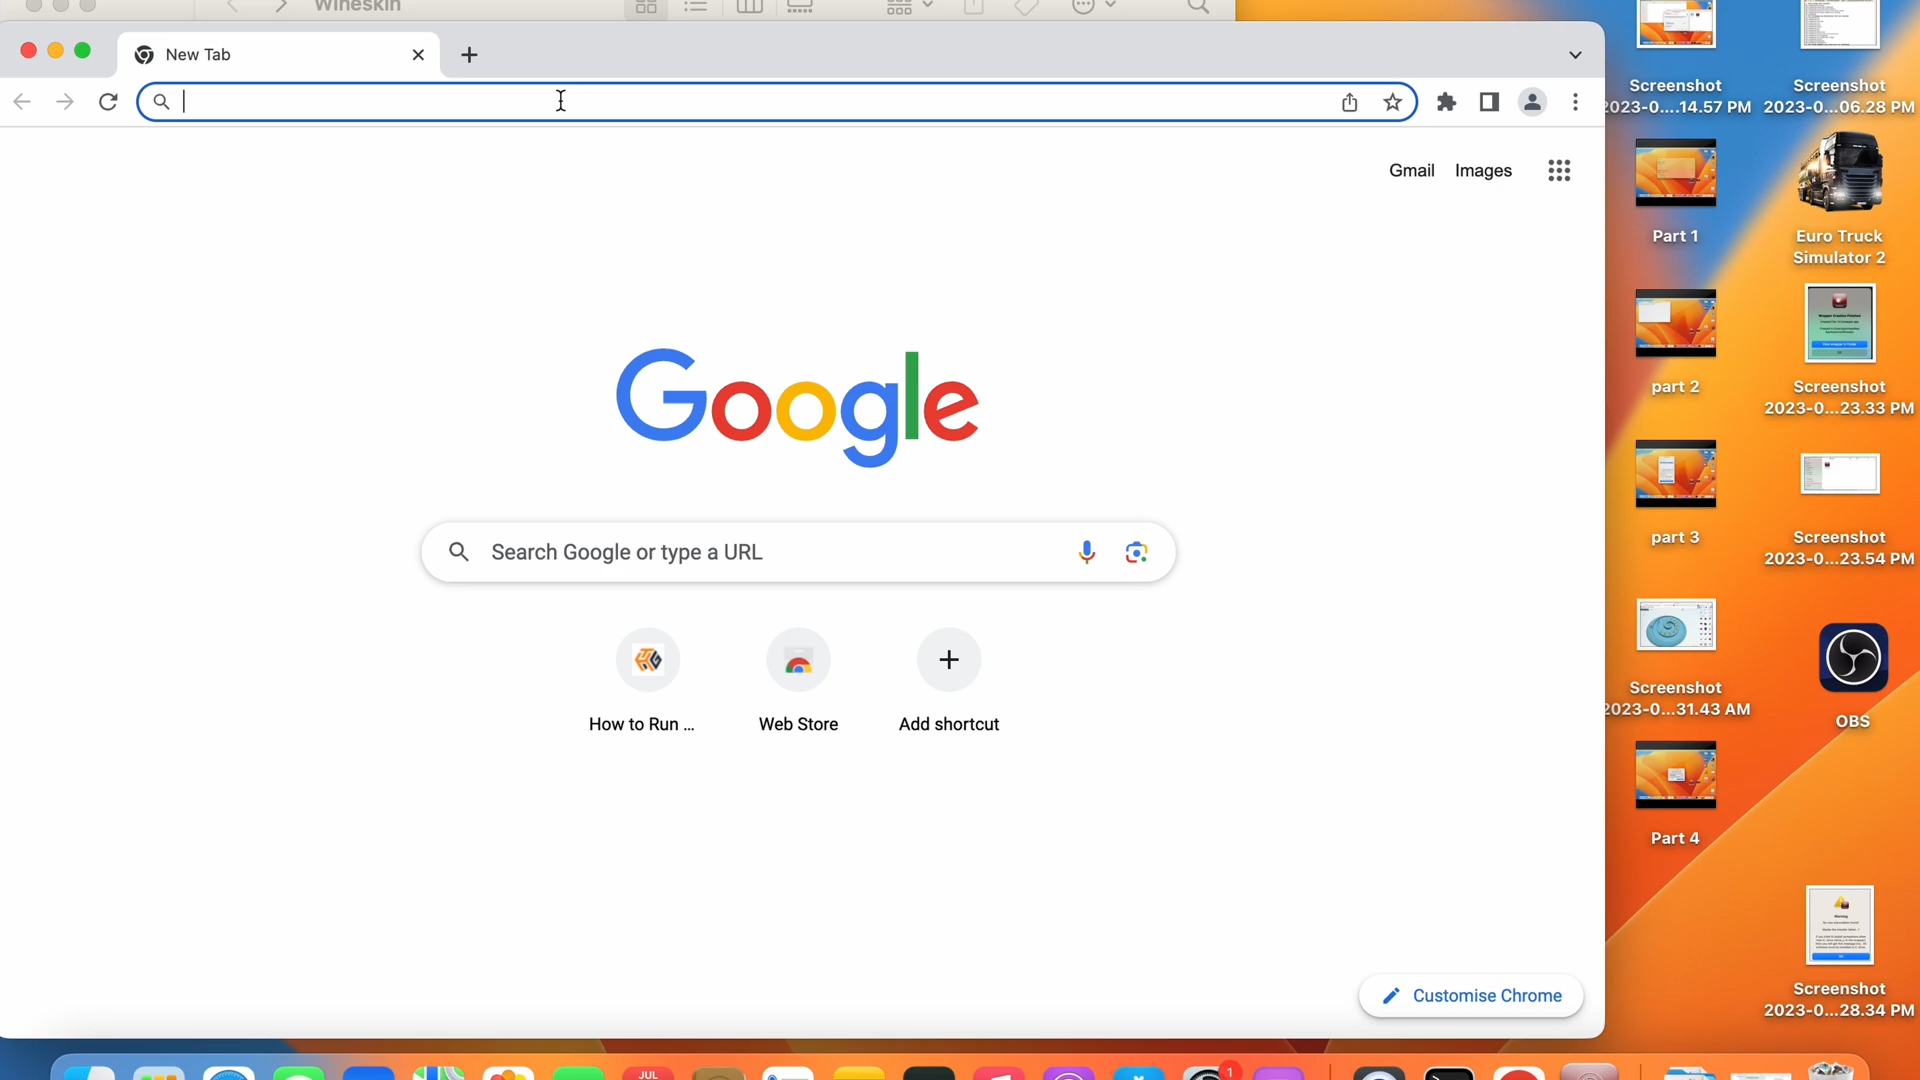 Wineskin
New Tab
Gmail
Images
Google
Search Google or type a URL
How to Run ...
Web Store
Add shortcut
Customise Chrome
Screenshot
2023-0....14.57 PM
Screenshot
2023-0...06.28 PM
Part 1
Euro Truck
Simulator 2
part 2
Screenshot
2023-0...23.33 PM
part 3
Screenshot
2023-0...23.54 PM
Screenshot
2023-0...31.43 AM
OBS
Part 4
Screenshot
2023-0...28.34 PM
JUL
1